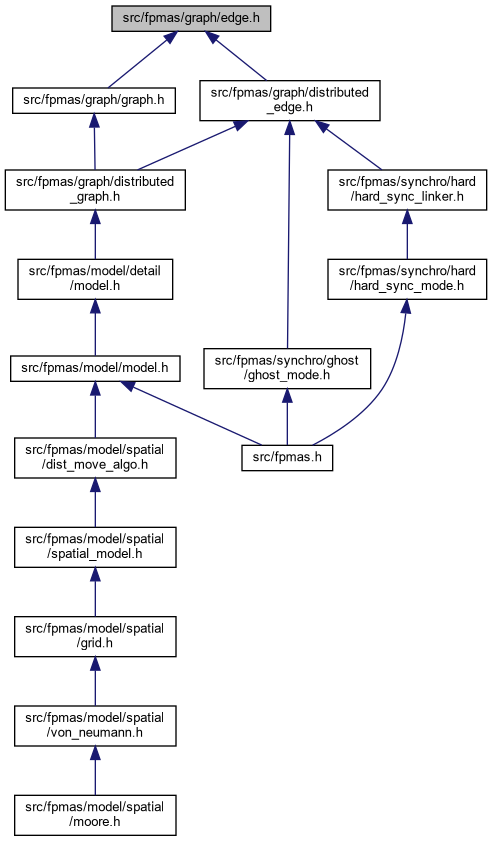 src/fpmas/graph/edge.h
src/fpmas/graph/graph.h
src/fpmas/graph/distributed
_edge.h
src/fpmas/graph/distributed
_graph.h
src/fpmas/synchro/hard
/hard_sync_linker.h
src/fpmas/model/detail
/model.h
src/fpmas/synchro/hard
/hard_sync_mode.h
src/fpmas/model/model.h
src/fpmas/synchro/ghost
/ghost_mode.h
src/fpmas/model/spatial
/dist_move_algo.h
src/fpmas.h
src/fpmas/model/spatial
/spatial_model.h
src/fpmas/model/spatial
/grid.h
src/fpmas/model/spatial
/von_neumann.h
src/fpmas/model/spatial
/moore.h